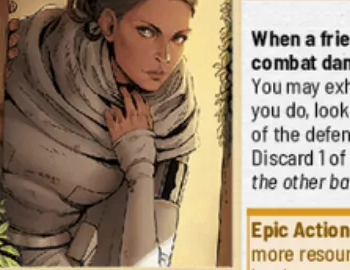 When a frie
combat dan
You may exh
you do, look
of the defen
Discard 1 of
the other ba
Epic Action
more resour